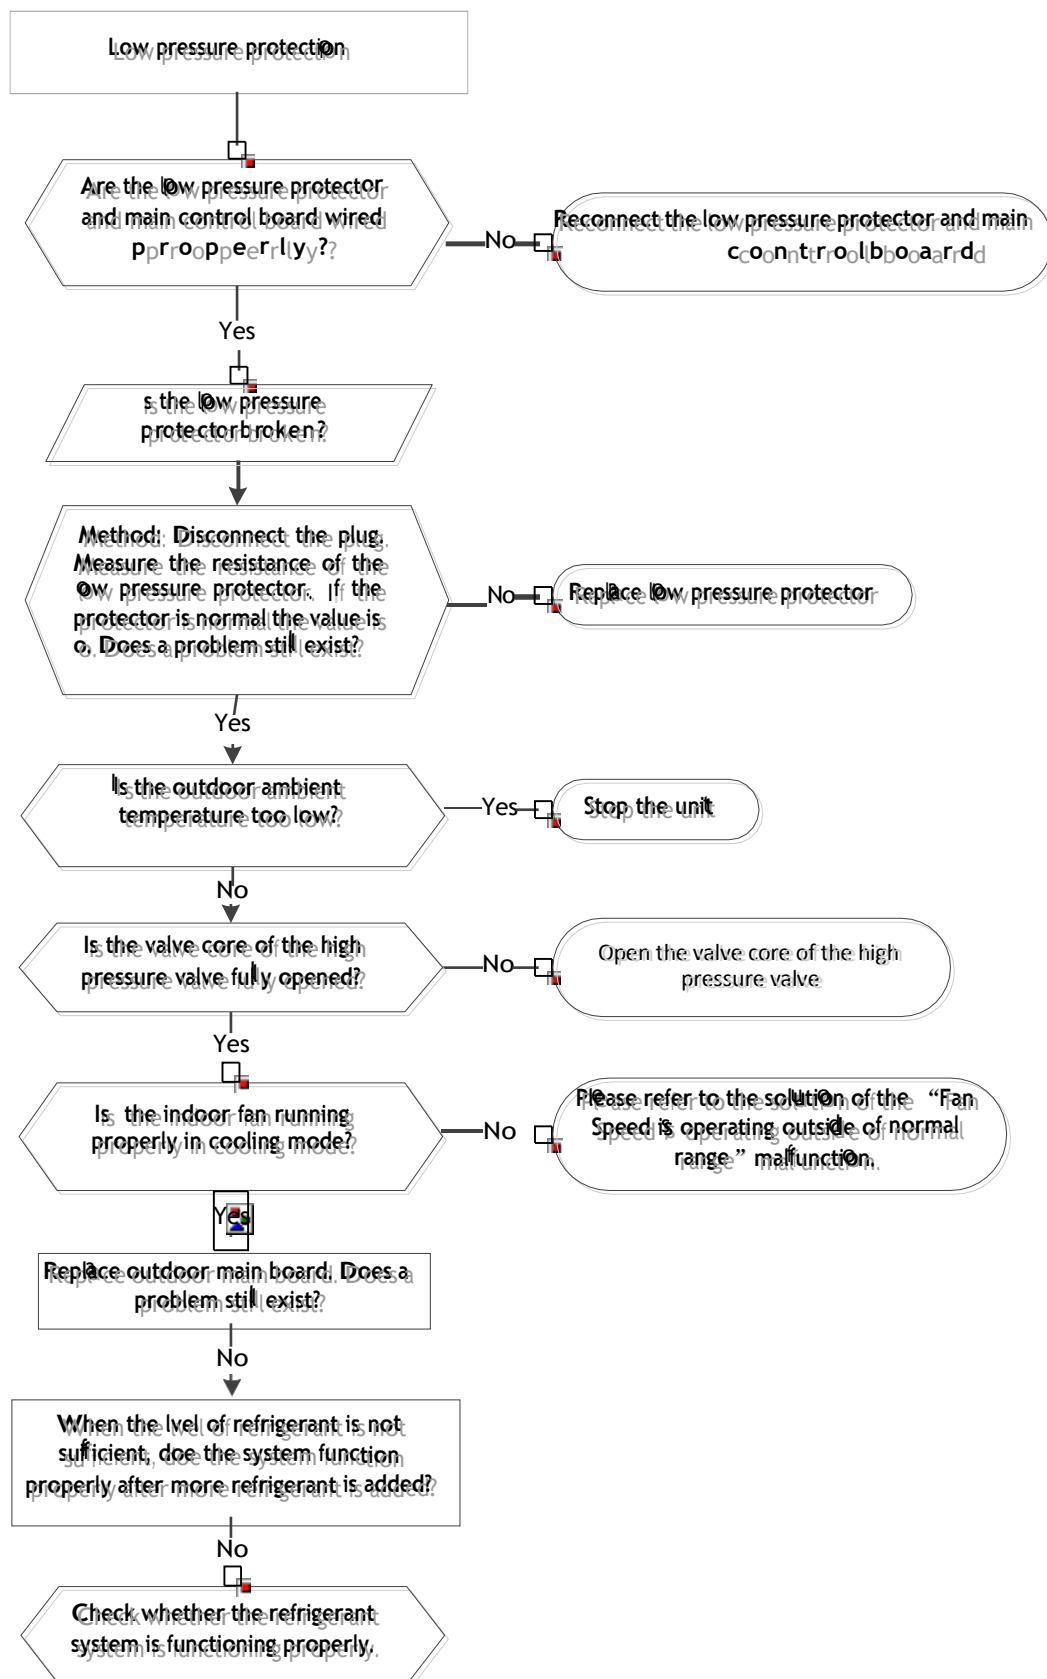 Low pressure protection
Are the low pressure protector
and main control board wired
properly?
No
Reconnect the low pressure protector and main
control board
Yes
Is the low pressure
protector broken?
Method: Disconnect the plug.
Measure the resistance of the
low pressure protector. If the
protector is normal the value is
o. Does a problem still exist?
No
Replace low pressure protector
Yes
Is the outdoor ambient
temperature too low?
Yes
Stop the unit
No
Is the valve core of the high
pressure valve fully opened?
No
Open the valve core of the high
pressure valve
Yes
Is the indoor fan running
properly in cooling mode?
No
Please refer to the solution of the “Fan
Speed is operating outside of normal
range” malfunction.
Yes
Replace outdoor main board. Does a
problem still exist?
No
When the lvel of refrigerant is not
sufficient, doe the system function
properly after more refrigerant is added?
No
Check whether the refrigerant
system is functioning properly.